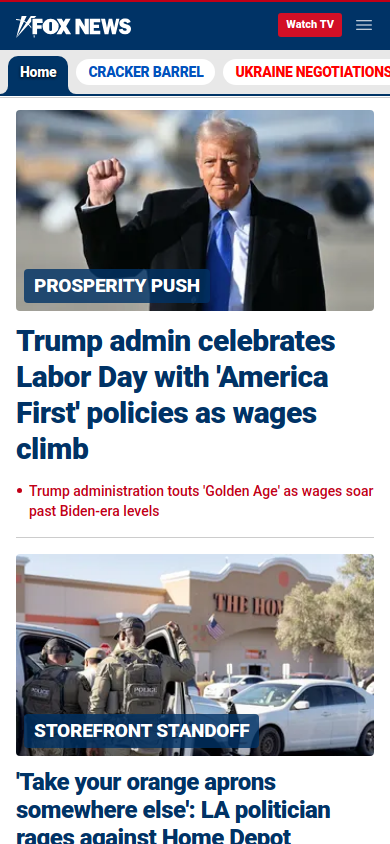 FOX NEWS
Watch TV
Home
CRACKER BARREL
UKRAINE NEGOTIATIONS
PROSPERITY PUSH
Trump admin celebrates
Labor Day with 'America
First' policies as wages
climb
• Trump administration touts 'Golden Age' as wages soar
past Biden-era levels
THE HOM
POLICE
POLICE
STOREFRONT STANDOFF
'Take your orange aprons
somewhere else': LA politician
rages against Home Depot